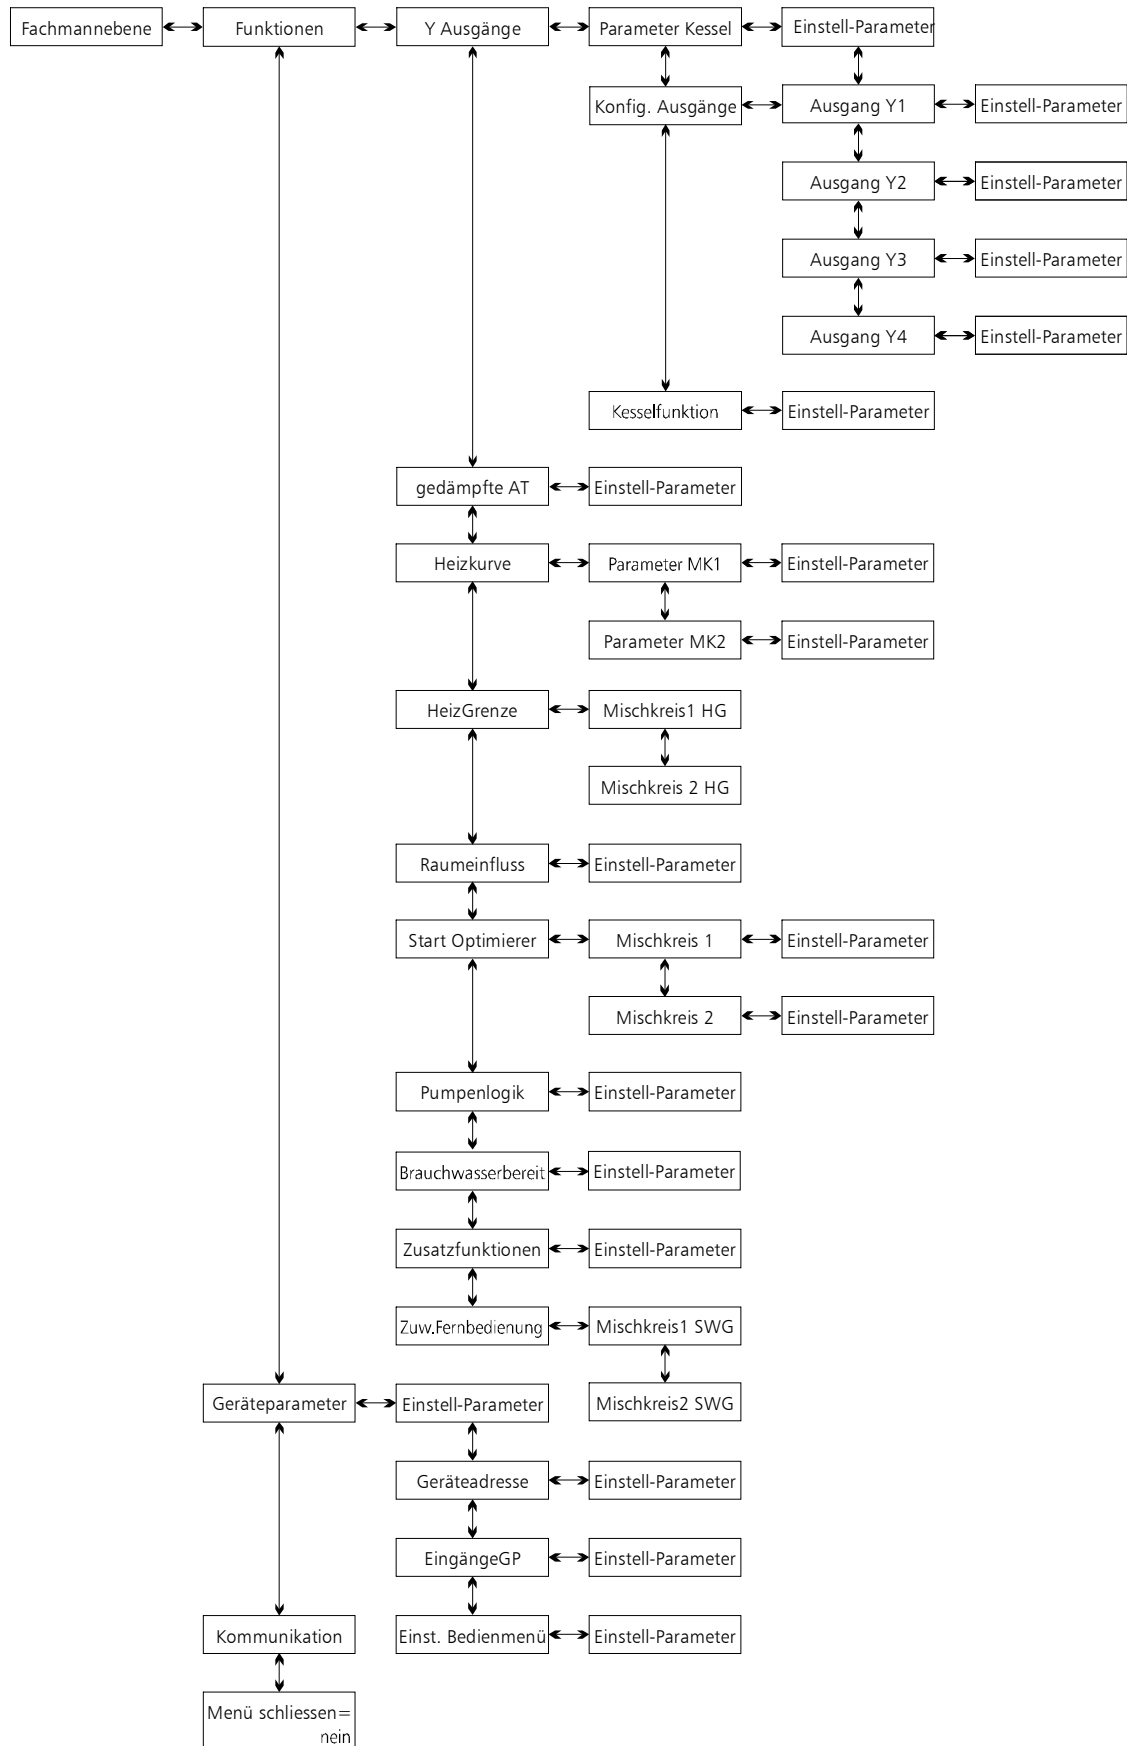 Fachmannebene Funktionen Y Ausgänge Parameter Kessel Einstell-Parameter
Konfig. Ausgänge Ausgang Y1 Einstell-Parameter
Ausgang Y2 Einstell-Parameter
Ausgang Y3 Einstell-Parameter
Ausgang Y4 Einstell-Parameter
Kesselfunktion Einstell-Parameter
gedämpfte AT Einstell-Parameter
Heizkurve Parameter MK1 Einstell-Parameter
Parameter MK2 Einstell-Parameter
HeizGrenze Mischkreis1 HG
Mischkreis 2 HG
Raumeinfluss Einstell-Parameter
Start Optimierer Mischkreis 1 Einstell-Parameter
Mischkreis 2 Einstell-Parameter
Pumpenlogik Einstell-Parameter
Brauchwasserbereit Einstell-Parameter
Zusatzfunktionen Einstell-Parameter
Zuw.Fernbedienung Mischkreis1 SWG
Geräteparameter Einstell-Parameter Mischkreis2 SWG
Geräteadresse Einstell-Parameter
EingängeGP Einstell-Parameter
Kommunikation Einst. Bedienmenü Einstell-Parameter
Menü schliessen=
nein